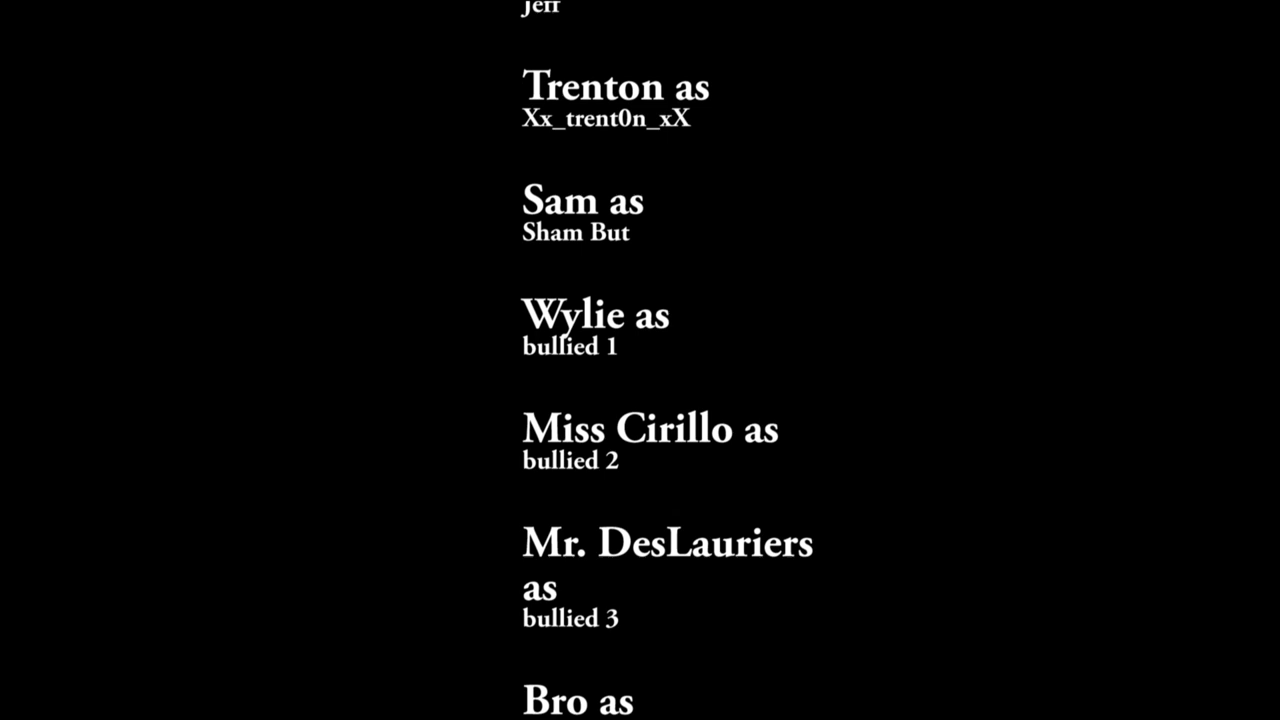 Jeff
Trenton as
Xx_trent0n_xX
Sam as
Sham But
Wylie as
bullied 1
Miss Cirillo as
bullied 2
Mr. DesLauriers
as
bullied 3
Bro as